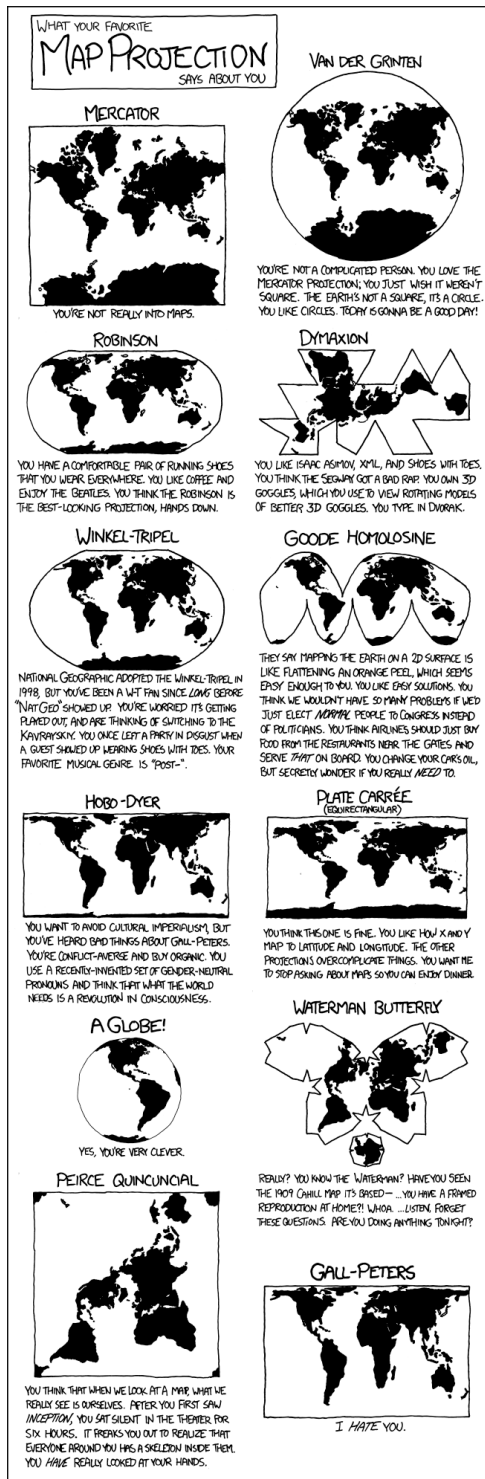 WHAT YOUR FAVORITE
MAP PROJECTION
SAYS ABOUT YOU
MERCATOR
YOU'RE NOT REALLY INTO MAPS.
VAN DER GRINTEN
YOU'RE NOT A COMPLICATED PERSON. YOU LOVE THE
MERCATOR PROJECTION; YOU JUST WISH IT WEREN'T
SQUARE. THE EARTH'S NOT A SQUARE, IT'S A CIRCLE.
YOU LIKE CIRCLES. TODAY IS GONNA BE A GOOD DAY!
ROBINSON
YOU HAVE A COMFORTABLE PAIR OF RUNNING SHOES
THAT YOU WEAR EVERYWHERE. YOU LIKE COFFEE AND
ENJOY THE BEATLES. YOU THINK THE ROBINSON IS
THE BEST-LOOKING PROJECTION, HANDS DOWN.
DYMAXION
YOU LIKE ISAAC ASIMOV, XML, AND SHOES WITH TOES.
YOU THINK THE SEGWAY GOT A BAD RAP. YOU OWN 3D
GOGGLES, WHICH YOU USE TO VIEW ROTATING MODELS
OF BETTER 3D GOGGLES. YOU TYPE IN DVORAK.
WINKEL-TRIPEL
NATIONAL GEOGRAPHIC ADOPTED THE WINKEL-TRIPEL IN
1998, BUT YOU'VE BEEN A W-T FAN SINCE LONG BEFORE
"NAT GEO" SHOWED UP. YOU'RE WORRIED IT'S GETTING
PLAYED OUT, AND ARE THINKING OF SWITCHING TO THE
KAVRAYSKIY. YOU ONCE LEFT A PARTY IN DISGUST WHEN
A GUEST SHOWED UP WEARING SHOES WITH TOES. YOUR
FAVORITE MUSICAL GENRE IS "POST-".
GOODE HOMOLOSINE
THEY SAY MAPPING THE EARTH ON A 2D SURFACE IS
LIKE FLATTENING AN ORANGE PEEL, WHICH SEEMS
EASY ENOUGH TO YOU. YOU LIKE EASY SOLUTIONS. YOU
THINK WE WOULDN'T HAVE SO MANY PROBLEMS IF WE'D
JUST ELECT NORMAL PEOPLE TO CONGRESS INSTEAD
OF POLITICIANS. YOU THINK AIRLINES SHOULD JUST BUY
FOOD FROM THE RESTAURANTS NEAR THE GATES AND
SERVE THAT ON BOARD. YOU CHANGE YOUR CAR'S OIL,
BUT SECRETLY WONDER IF YOU REALLY NEED TO.
HOBO-DYER
YOU WANT TO AVOID CULTURAL IMPERIALISM, BUT
YOU'VE HEARD BAD THINGS ABOUT GALL-PETERS.
YOU'RE CONFLICT-AVERSE AND BUY ORGANIC. YOU
USE A RECENTLY-INVENTED SET OF GENDER-NEUTRAL
PRONOUNS AND THINK THAT WHAT THE WORLD
NEEDS IS A REVOLUTION IN CONSCIOUSNESS.
PLATE CARRÉE
(EQUIRECTANGULAR)
YOU THINK THIS ONE IS FINE. YOU LIKE HOW X AND Y
MAP TO LATITUDE AND LONGITUDE. THE OTHER
PROJECTIONS OVERCOMPLICATE THINGS. YOU WANT ME
TO STOP ASKING ABOUT MAPS SO YOU CAN ENJOY DINNER.
A GLOBE!
YES, YOU'RE VERY CLEVER.
WATERMAN BUTTERFLY
REALLY? YOU KNOW THE WATERMAN? HAVE YOU SEEN
THE 1909 CAHILL MAP IT'S BASED— ...YOU HAVE A FRAMED
REPRODUCTION AT HOME?! WHOA. ...LISTEN, FORGET
THESE QUESTIONS. ARE YOU DOING ANYTHING TONIGHT?
PEIRCE QUINCUNCIAL
YOU THINK THAT WHEN WE LOOK AT A MAP, WHAT WE
REALLY SEE IS OURSELVES. AFTER YOU FIRST SAW
INCEPTION, YOU SAT SILENT IN THE THEATER FOR
SIX HOURS. IT FREAKS YOU OUT TO REALIZE THAT
EVERYONE AROUND YOU HAS A SKELETON INSIDE THEM.
YOU HAVE REALLY LOOKED AT YOUR HANDS.
GALL-PETERS
I HATE YOU.